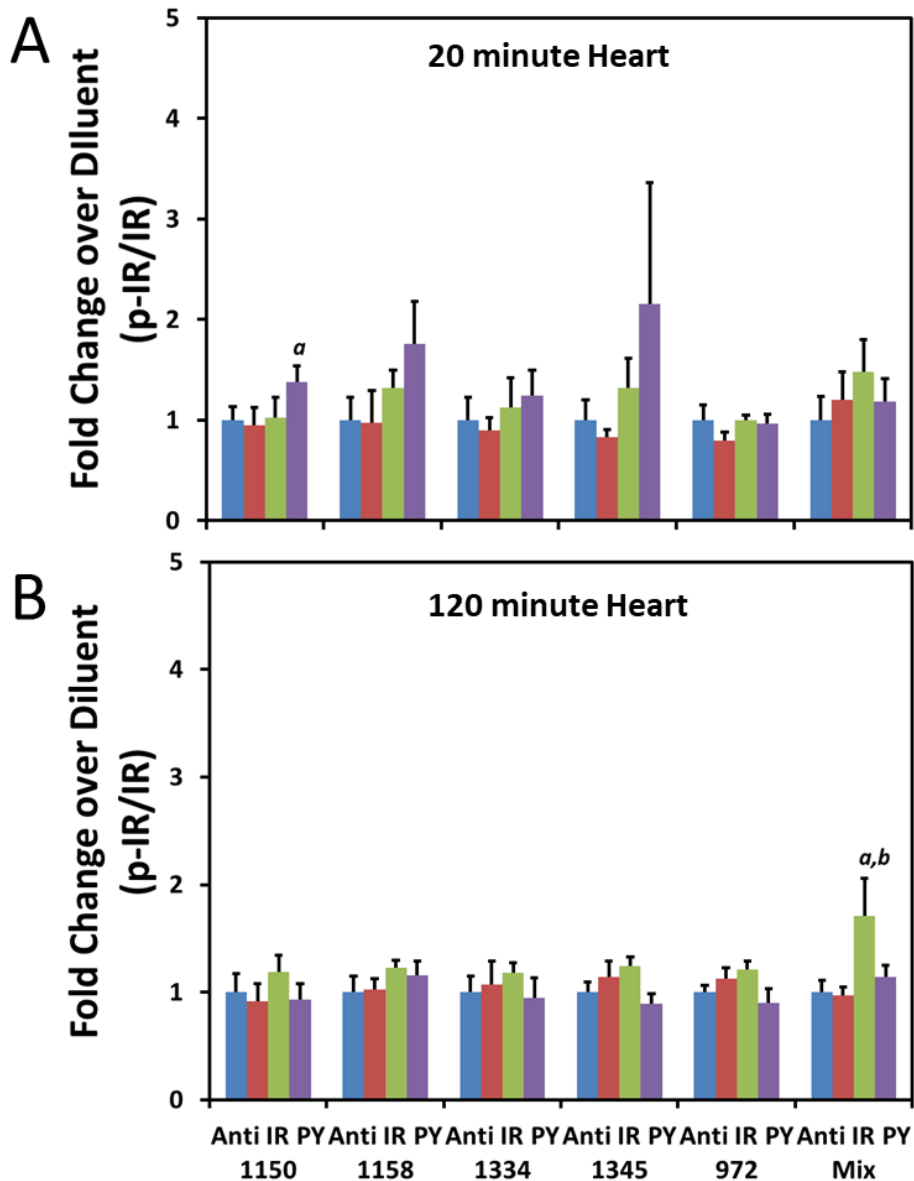 A
20 minute Heart
Fold Change over DIluent
(p-IR/IR)
5
4
3
2
1
0
a
B
120 minute Heart
Fold Change over Diluent
(p-IR/IR)
5
4
3
2
1
0
a,b
Anti IR PY Anti IR PY Anti IR PY Anti IR PY Anti IR PY Anti IR PY
1150 1158 1334 1345 972 Mix